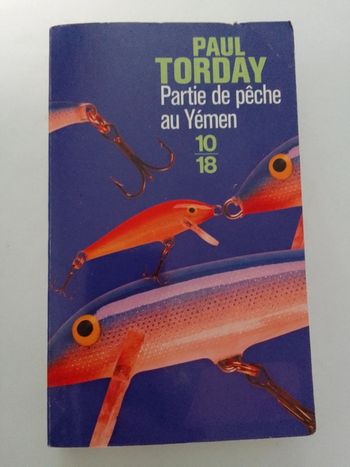 PAUL
TORDAY
Partie de pêche
au Yémen
10
18